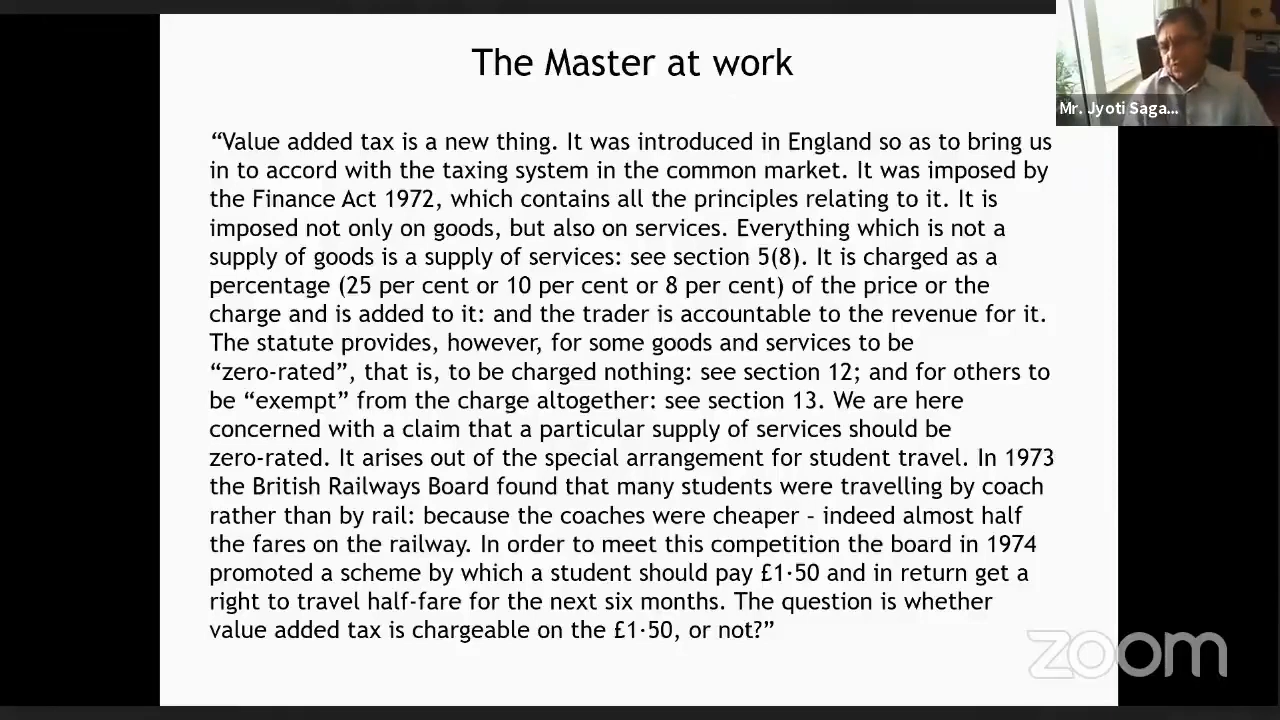 The Master at work
Mr. Jyoti Saga...
“Value added tax is a new thing. It was introduced in England so as to bring us
in to accord with the taxing system in the common market. It was imposed by
the Finance Act 1972, which contains all the principles relating to it. It is
imposed not only on goods, but also on services. Everything which is not a
supply of goods is a supply of services: see section 5(8). It is charged as a
percentage (25 per cent or 10 per cent or 8 per cent) of the price or the
charge and is added to it: and the trader is accountable to the revenue for it.
The statute provides, however, for some goods and services to be
“zero-rated”, that is, to be charged nothing: see section 12; and for others to
be “exempt” from the charge altogether: see section 13. We are here
concerned with a claim that a particular supply of services should be
zero-rated. It arises out of the special arrangement for student travel. In 1973
the British Railways Board found that many students were travelling by coach
rather than by rail: because the coaches were cheaper – indeed almost half
the fares on the railway. In order to meet this competition the board in 1974
promoted a scheme by which a student should pay £1·50 and in return get a
right to travel half-fare for the next six months. The question is whether
value added tax is chargeable on the £1·50, or not?”
zoom